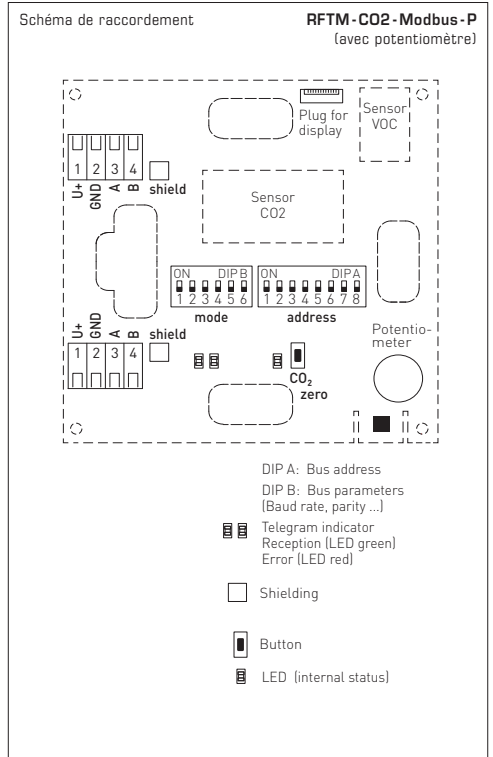 Schéma de raccordement
RFTM-CO2-Modbus-P
(avec potentiomètre)
Plug for
display
Sensor
VOC
1 2 3 4
shield
U+ GND A B
Sensor
CO2
ON DIP B
1 2 3 4 5 6
mode
ON DIP A
1 2 3 4 5 6 7 8
address
U+ GND A B
shield
1 2 3 4
Potentio-
meter
CO₂
zero
DIP A: Bus address
DIP B: Bus parameters
(Baud rate, parity ...)
Telegram indicator
Reception (LED green)
Error (LED red)
Shielding
Button
LED (internal status)